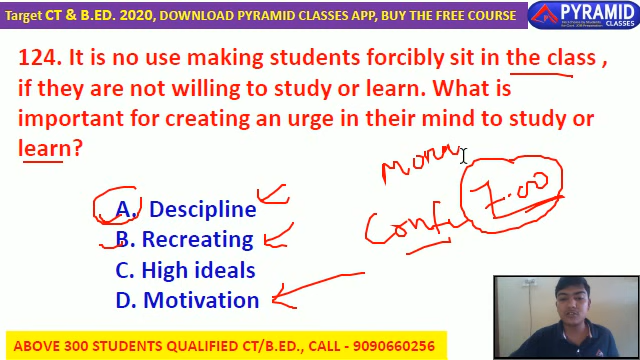 Target CT & B.ED. 2020, DOWNLOAD PYRAMID CLASSES APP, BUY THE FREE COURSE
PYRAMID
CLASSES
124. It is no use making students forcibly sit in the class ,
if they are not willing to study or learn. What is
important for creating an urge in their mind to study or
learn?
A. Descipline
B. Recreating
C. High ideals
D. Motivation
7.00
ABOVE 300 STUDENTS QUALIFIED CT/B.ED., CALL - 9090660256